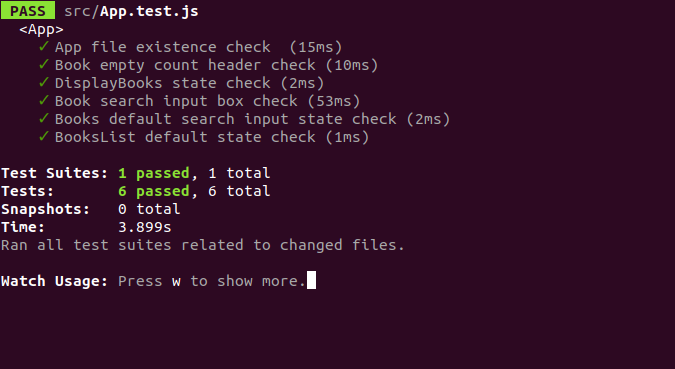 PASS src/App.test.js
<App>
✓ App file existence check (15ms)
✓ Book empty count header check (10ms)
✓ DisplayBooks state check (2ms)
✓ Book search input box check (53ms)
✓ Books default search input state check (2ms)
✓ BooksList default state check (1ms)
Test Suites: 1 passed, 1 total
Tests: 6 passed, 6 total
Snapshots: 0 total
Time: 3.899s
Ran all test suites related to changed files.
Watch Usage: Press w to show more.